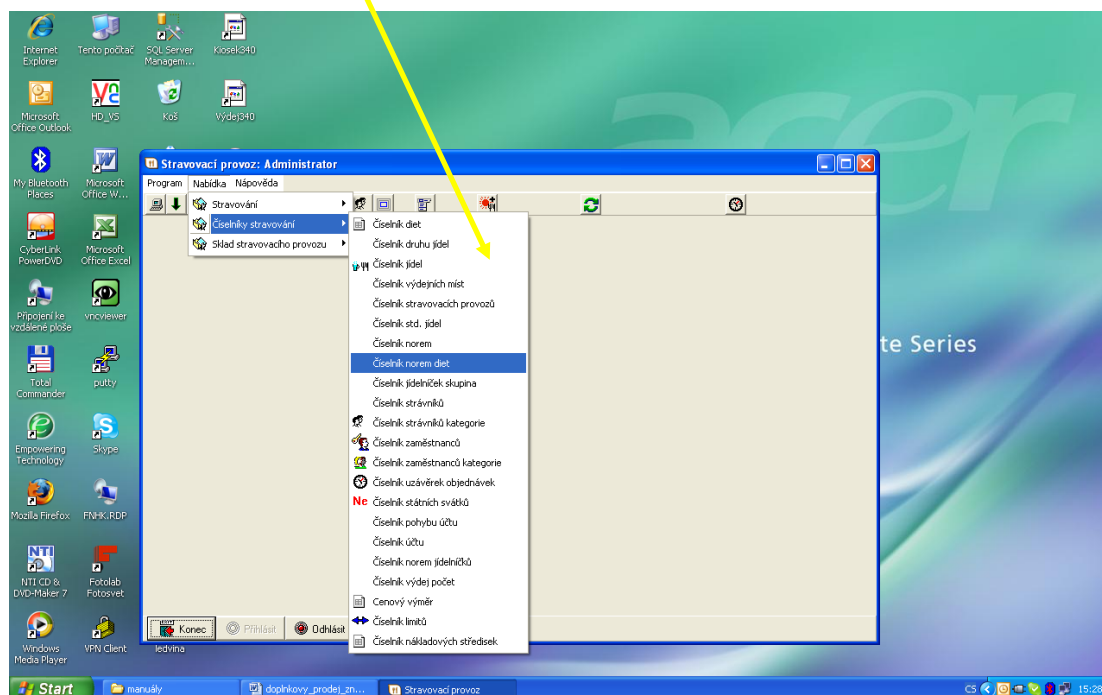 Internet Explorer
Tento počítač
SQL Server Managem...
Kiosek340
Microsoft Office Outlook
HD_VS
Koš
Výdej340
acer
My Bluetooth Places
Microsoft Office W...
CyberLink PowerDVD
Microsoft Office Excel
Připojení ke vzdálené ploše
vncviewer
Total Commander
putty
Empowering Technology
Skype
Mozilla Firefox
FNHK.RDP
NTI
NTI CD & DVD-Maker 7
Fotolab Fotosvet
Windows Media Player
VPN Client
ledvina
te Series
Stravovací provoz: Administrator
Program Nabídka Nápověda
Stravování
Číselníky stravování
Sklad stravovacího provozu
Číselník diet
Číselník druhu jídel
Číselník jídel
Číselník výdejních míst
Číselník stravovacích provozů
Číselník std. jídel
Číselník norem
Číselník norem diet
Číselník jídelníček skupina
Číselník strávníků
Číselník strávníků kategorie
Číselník zaměstnanců
Číselník zaměstnanců kategorie
Číselník uzávěrek objednávek
Ne Číselník státních svátků
Číselník pohybu účtu
Číselník účtu
Číselník norem jídelníčků
Číselník výdej počet
Cenový výměr
Číselník limitů
Číselník nákladových středisek
Konec Přihlásit Odhlásit
Start manuály doplnkovy_prodej_zn... Stravovací provoz CS 15:28